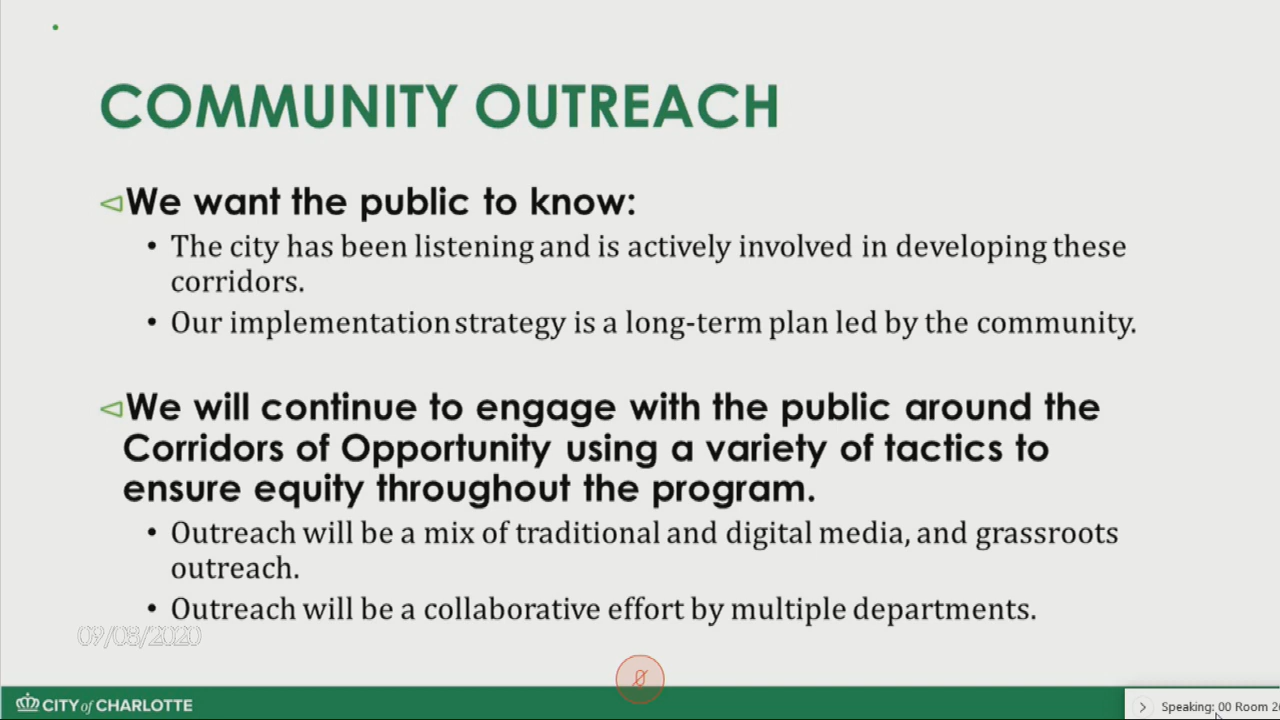 COMMUNITY OUTREACH
We want the public to know:
• The city has been listening and is actively involved in developing these
corridors.
• Our implementation strategy is a long-term plan led by the community.
We will continue to engage with the public around the
Corridors of Opportunity using a variety of tactics to
ensure equity throughout the program.
• Outreach will be a mix of traditional and digital media, and grassroots
outreach.
• Outreach will be a collaborative effort by multiple departments.
09/08/2020
CITY of CHARLOTTE
Speaking: 00 Room